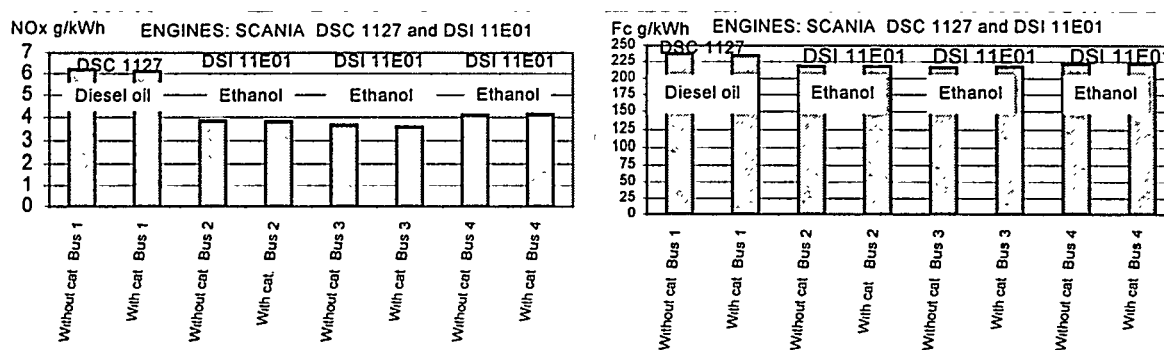 NOx g/kWh ENGINES: SCANIA DSC 1127 and DSI 11E01
7
DSC 1127 DSI 11E01 DSI 11E01 DSI 11E01
6
5
Diesel oil Ethanol Ethanol Ethanol
4
3
2
1
0
Without cat Bus 1
With cat Bus 1
Without cat Bus 2
With cat. Bus 2
Without cat Bus 3
With cat Bus 3
Without cat Bus 4
With cat Bus 4
Fc g/kWh ENGINES: SCANIA DSC 1127 and DSI 11E01
250
DSC 1127 DSI 11E01 DSI 11E01 DSI 11E01
225
200
175
Diesel oil Ethanol Ethanol Ethanol
150
125
100
75
50
25
0
Without cat Bus 1
With cat Bus 1
Without cat Bus 2
With cat Bus 2
Without cat Bus 3
With cat Bus 3
Without cat Bus 4
With cat Bus 4